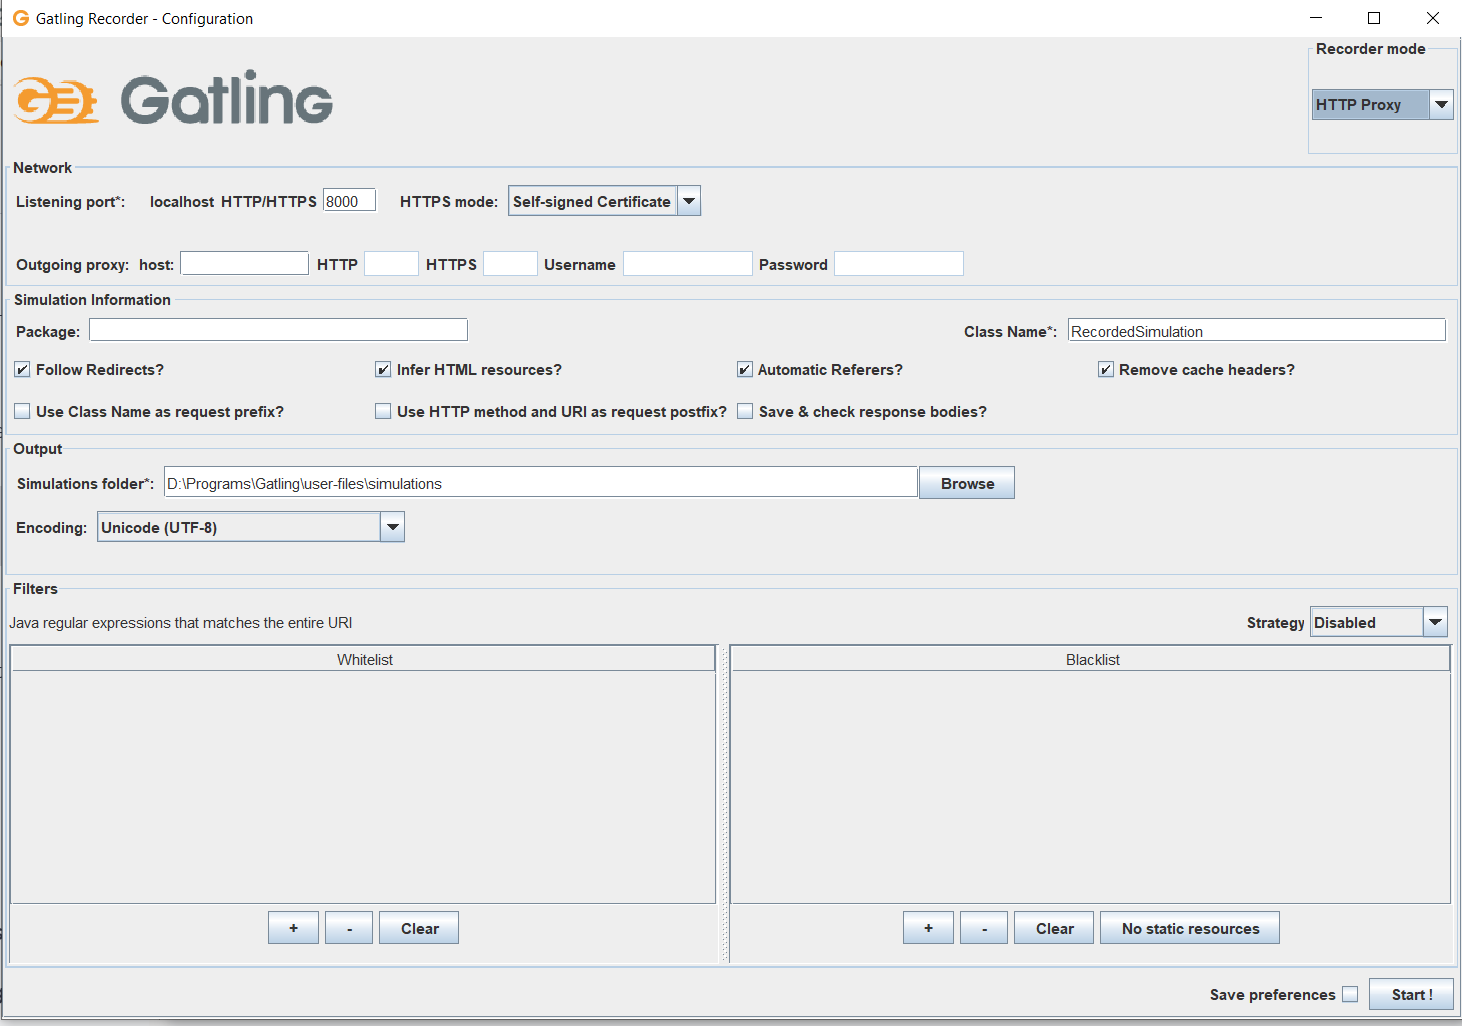 Gatling Recorder - Configuration
Gatling
Recorder mode
HTTP Proxy
Network
Listening port*: localhost HTTP/HTTPS 8000 HTTPS mode: Self-signed Certificate
Outgoing proxy: host: HTTP HTTPS Username Password
Simulation Information
Package: Class Name*: RecordedSimulation
Follow Redirects? Infer HTML resources? Automatic Referers? Remove cache headers?
Use Class Name as request prefix? Use HTTP method and URI as request postfix? Save & check response bodies?
Output
Simulations folder*: D:\Programs\Gatling\user-files\simulations Browse
Encoding: Unicode (UTF-8)
Filters
Java regular expressions that matches the entire URI Strategy Disabled
Whitelist Blacklist
+ - Clear + - Clear No static resources
Save preferences Start !